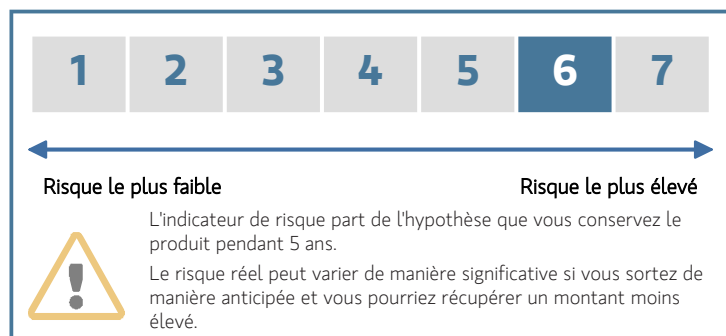 1 2 3 4 5 6 7
Risque le plus faible Risque le plus élevé
L'indicateur de risque part de l'hypothèse que vous conservez le
produit pendant 5 ans.
Le risque réel peut varier de manière significative si vous sortez de
manière anticipée et vous pourriez récupérer un montant moins
élevé.